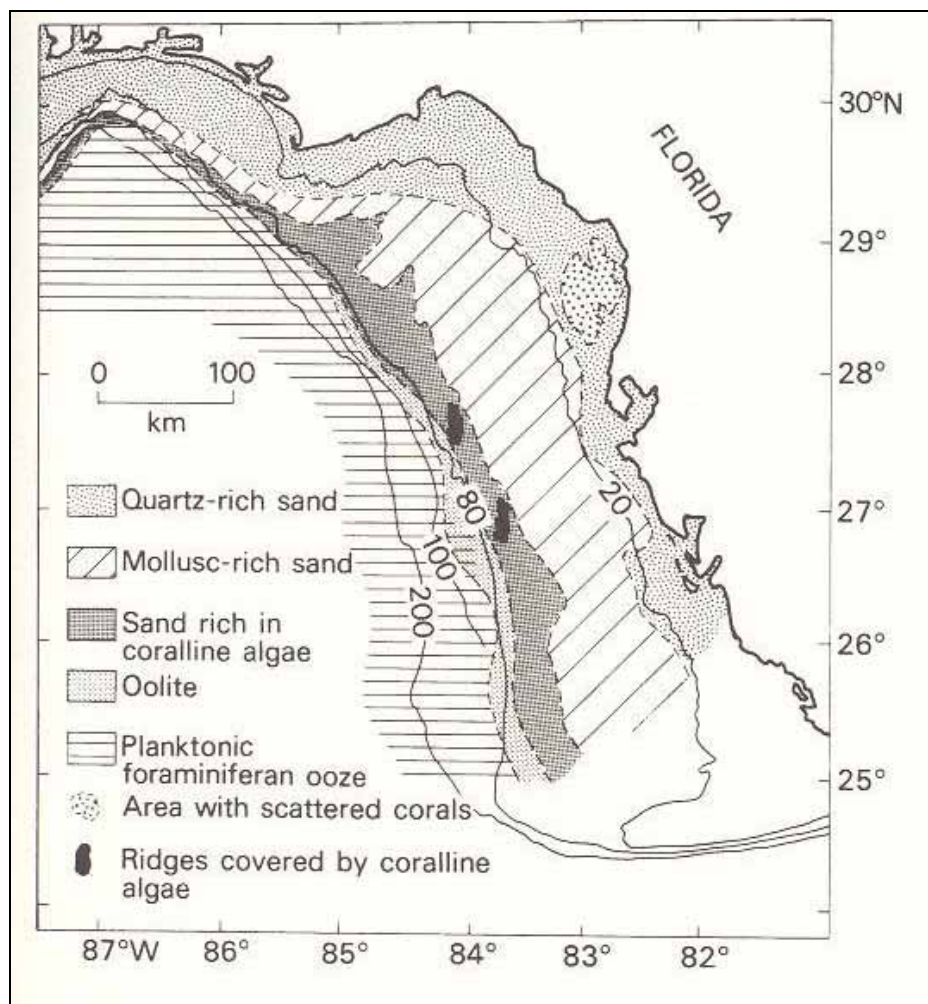 30°N
FLORIDA
29°
0 100
km
28°
Quartz-rich sand
80
20
27°
Mollusc-rich sand
100
200
Sand rich in
coralline algae
26°
Oolite
Planktonic
foraminiferan ooze
25°
Area with scattered corals
Ridges covered by coralline
algae
87°W 86° 85° 84° 83° 82°